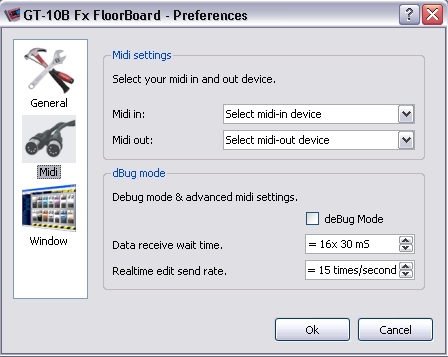 GT-10B Fx FloorBoard - Preferences
General
Midi
Window
Midi settings
Select your midi in and out device.
Midi in: Select midi-in device
Midi out: Select midi-out device
dBug mode
Debug mode & advanced midi settings.
deBug Mode
Data receive wait time. = 16x 30 mS
Realtime edit send rate. = 15 times/second
Ok Cancel